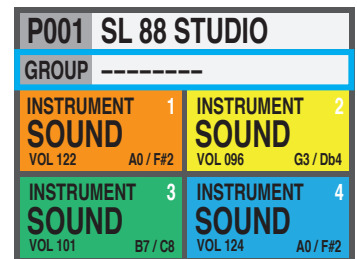 P001 SL 88 STUDIO
GROUP --------
INSTRUMENT 1
SOUND
VOL 122 A0 / F#2
INSTRUMENT 2
SOUND
VOL 096 G3 / Db4
INSTRUMENT 3
SOUND
VOL 101 B7 / C8
INSTRUMENT 4
SOUND
VOL 124 A0 / F#2